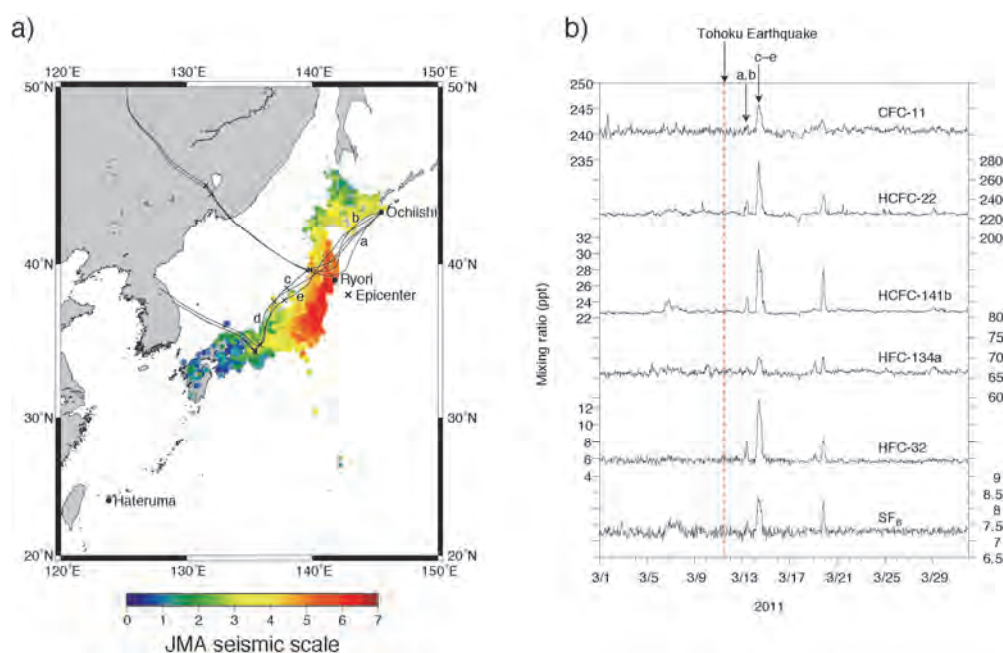 a)
120˚E 130˚E 140˚E 150˚E
50˚N 50˚N
40˚N 40˚N
30˚N 30˚N
20˚N 20˚N
120˚E 130˚E 140˚E 150˚E
Ochiishi
b
a
c
Ryori
e
× Epicenter
d
Hateruma
0 1 2 3 4 5 6 7
JMA seismic scale
b)
Tohoku Earthquake
c–e
a,b
Mixing ratio (ppt)
250
245
240
235
CFC-11
280
260
240
220
200
HCFC-22
32
30
28
26
24
22
HCFC-141b
80
75
70
65
60
HFC-134a
12
10
8
6
4
HFC-32
9
8.5
8
7.5
7
6.5
SF6
3/1 3/5 3/9 3/13 3/17 3/21 3/25 3/29
2011